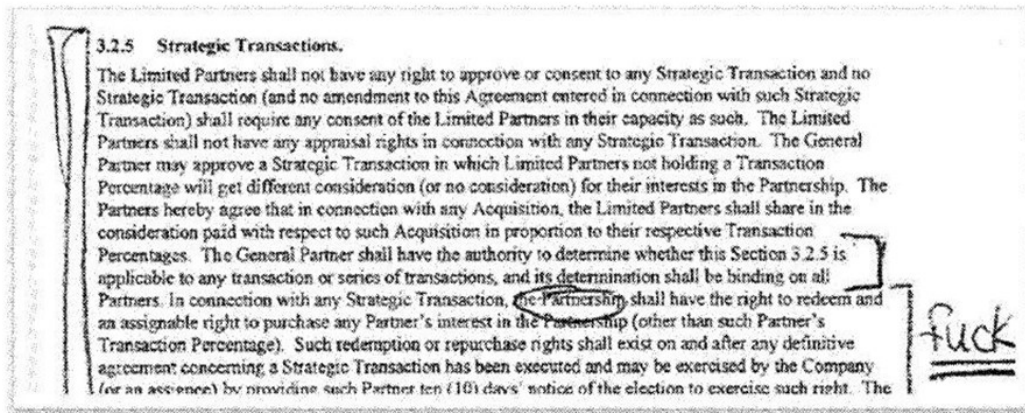 3.2.5 Strategic Transactions.
The Limited Partners shall not have any right to approve or consent to any Strategic Transaction and no
Strategic Transaction (and no amendment to this Agreement entered in connection with such Strategic
Transaction) shall require any consent of the Limited Partners in their capacity as such. The Limited
Partners shall not have any appraisal rights in connection with any Strategic Transaction. The General
Partner may approve a Strategic Transaction in which Limited Partners not holding a Transaction
Percentage will get different consideration (or no consideration) for their interests in the Partnership. The
Partners hereby agree that in connection with any Acquisition, the Limited Partners shall share in the
consideration paid with respect to such Acquisition in proportion to their respective Transaction
Percentages. The General Partner shall have the authority to determine whether this Section 3.2.5 is
applicable to any transaction or series of transactions, and its determination shall be binding on all
Partners. In connection with any Strategic Transaction, the Partnership shall have the right to redeem and
an assignable right to purchase any Partner's interest in the Partnership (other than such Partner's
Transaction Percentage). Such redemption or repurchase rights shall exist on and after any definitive
fuck
agreement concerning a Strategic Transaction has been executed and may be exercised by the Company
(or an assignee) by providing such Partner ten (10) days' notice of the election to exercise such right. The